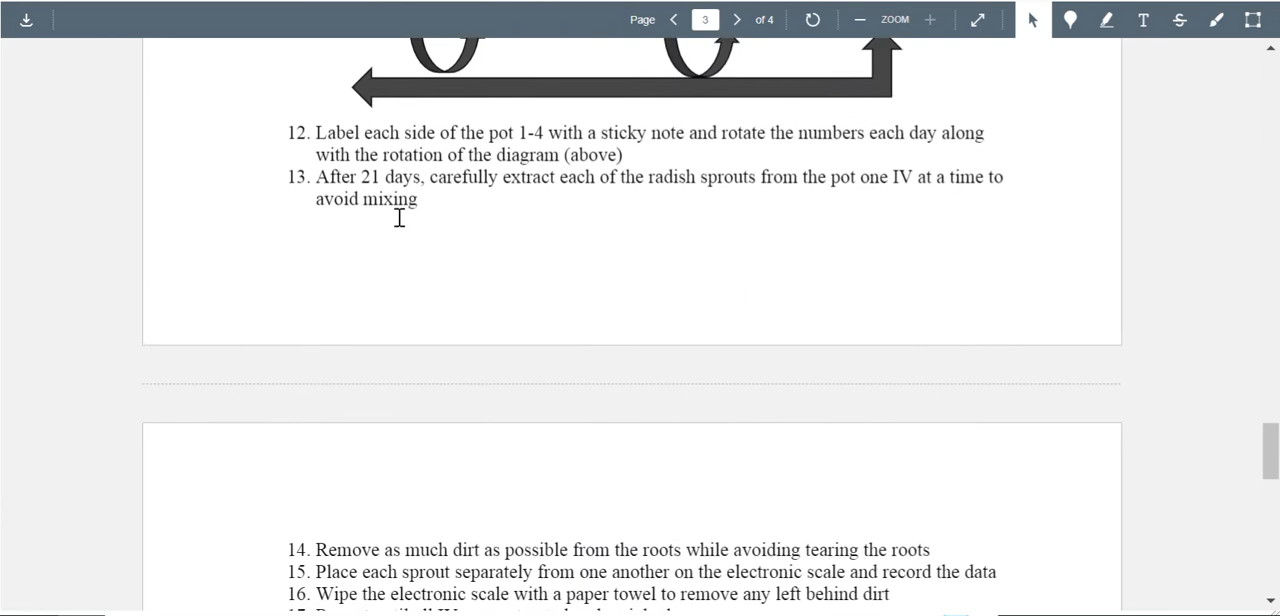 Page 3 of 4 ZOOM T S
12. Label each side of the pot 1-4 with a sticky note and rotate the numbers each day along
with the rotation of the diagram (above)
13. After 21 days, carefully extract each of the radish sprouts from the pot one IV at a time to
avoid mixing
14. Remove as much dirt as possible from the roots while avoiding tearing the roots
15. Place each sprout separately from one another on the electronic scale and record the data
16. Wipe the electronic scale with a paper towel to remove any left behind dirt